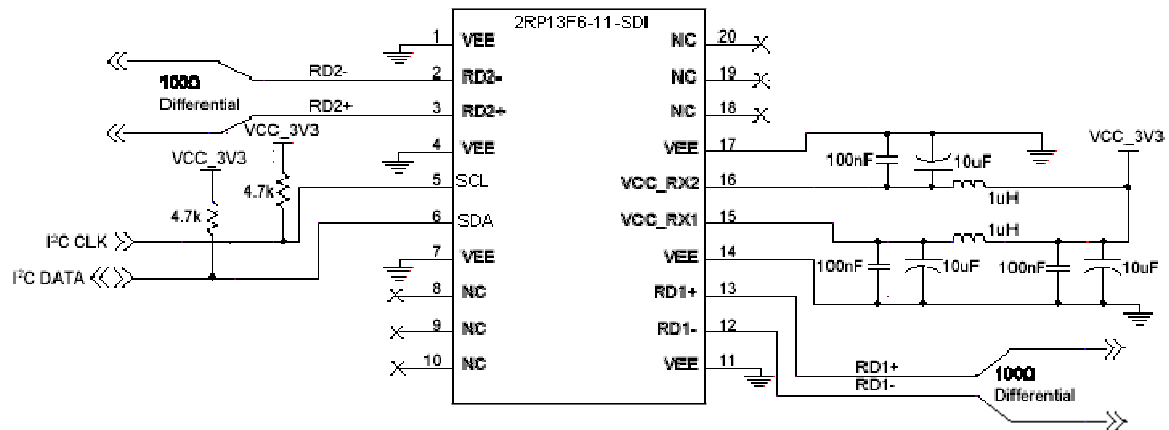 2RP13F6-11-SDI
1 VEE
2 RD2-
3 RD2+
4 VEE
5 SCL
6 SDA
7 VEE
8 NC
9 NC
10 NC
NC 20
NC 19
NC 18
VEE 17
VCC_RX2 16
VCC_RX1 15
VEE 14
RD1+ 13
RD1- 12
VEE 11
RD2-
100Ω
Differential
RD2+
VCC_3V3
VCC_3V3
4.7k
4.7k
I²C CLK
I²C DATA
VCC_3V3
100nF
10uF
1uH
1uH
100nF
10uF
100nF
10uF
RD1+
RD1-
100Ω
Differential